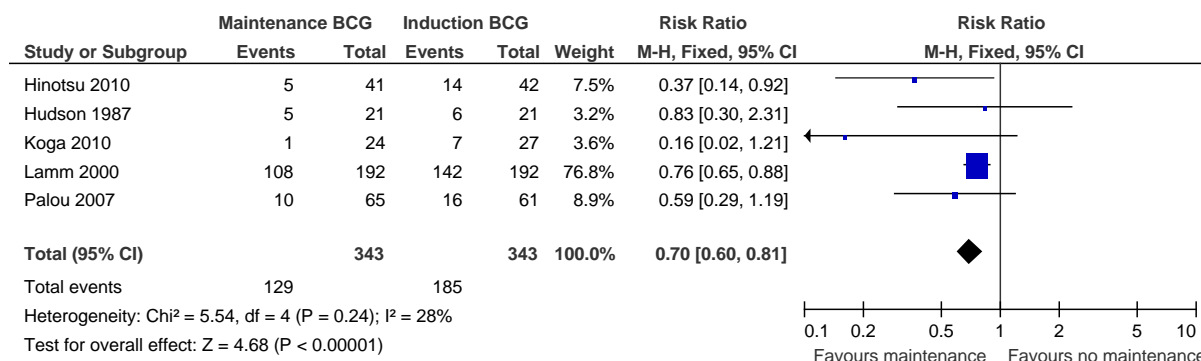 Maintenance BCG Induction BCG Risk Ratio Risk Ratio
Study or Subgroup Events Total Events Total Weight M-H, Fixed, 95% CI M-H, Fixed, 95% CI
Hinotsu 2010 5 41 14 42 7.5% 0.37 [0.14, 0.92]
Hudson 1987 5 21 6 21 3.2% 0.83 [0.30, 2.31]
Koga 2010 1 24 7 27 3.6% 0.16 [0.02, 1.21]
Lamm 2000 108 192 142 192 76.8% 0.76 [0.65, 0.88]
Palou 2007 10 65 16 61 8.9% 0.59 [0.29, 1.19]
Total (95% CI) 343 343 100.0% 0.70 [0.60, 0.81]
Total events 129 185
Heterogeneity: Chi² = 5.54, df = 4 (P = 0.24); I² = 28%
Test for overall effect: Z = 4.68 (P < 0.00001)
0.1 0.2 0.5 1 2 5 10
Favours maintenance Favours no maintenance